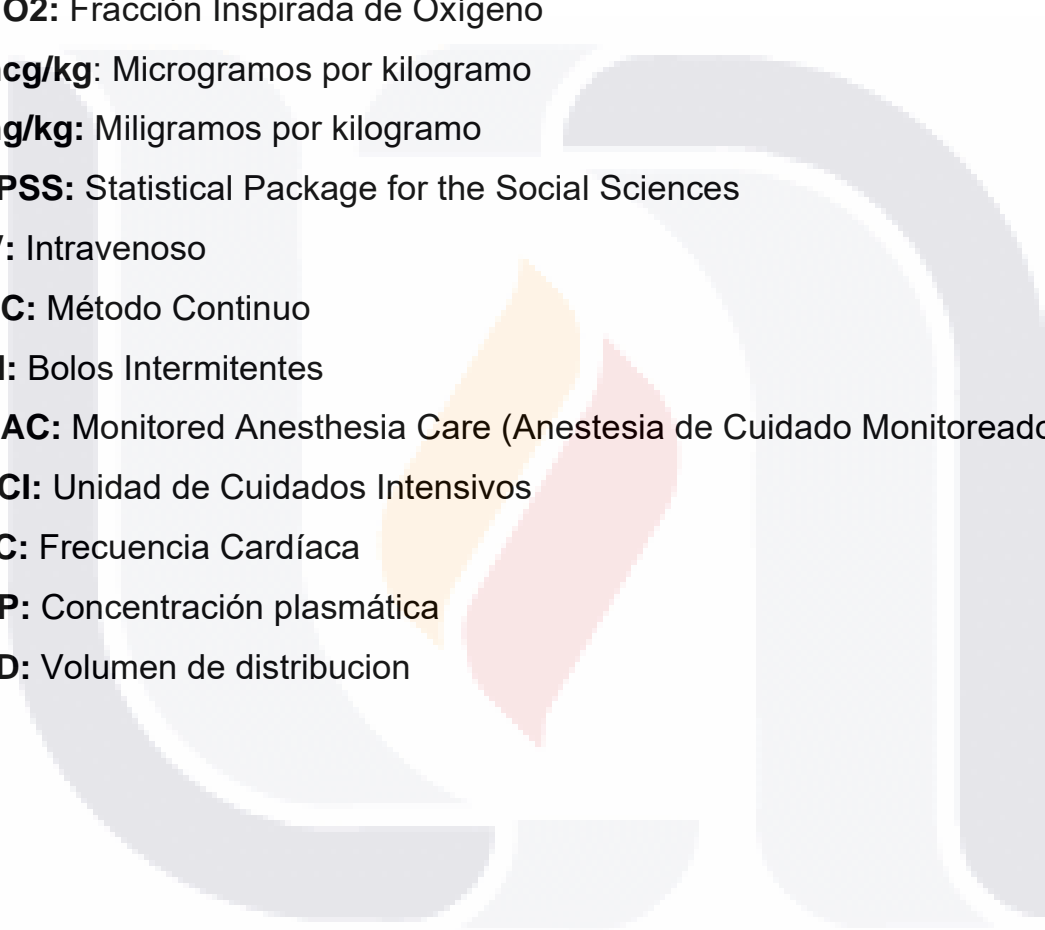 O2: Fracción Inspirada de Oxígeno
cg/kg: Microgramos por kilogramo
g/kg: Miligramos por kilogramo
PSS: Statistical Package for the Social Sciences
: Intravenoso
C: Método Continuo
I: Bolos Intermitentes
AC: Monitored Anesthesia Care (Anestesia de Cuidado Monitoreado
CI: Unidad de Cuidados Intensivos
C: Frecuencia Cardíaca
P: Concentración plasmática
D: Volumen de distribucion